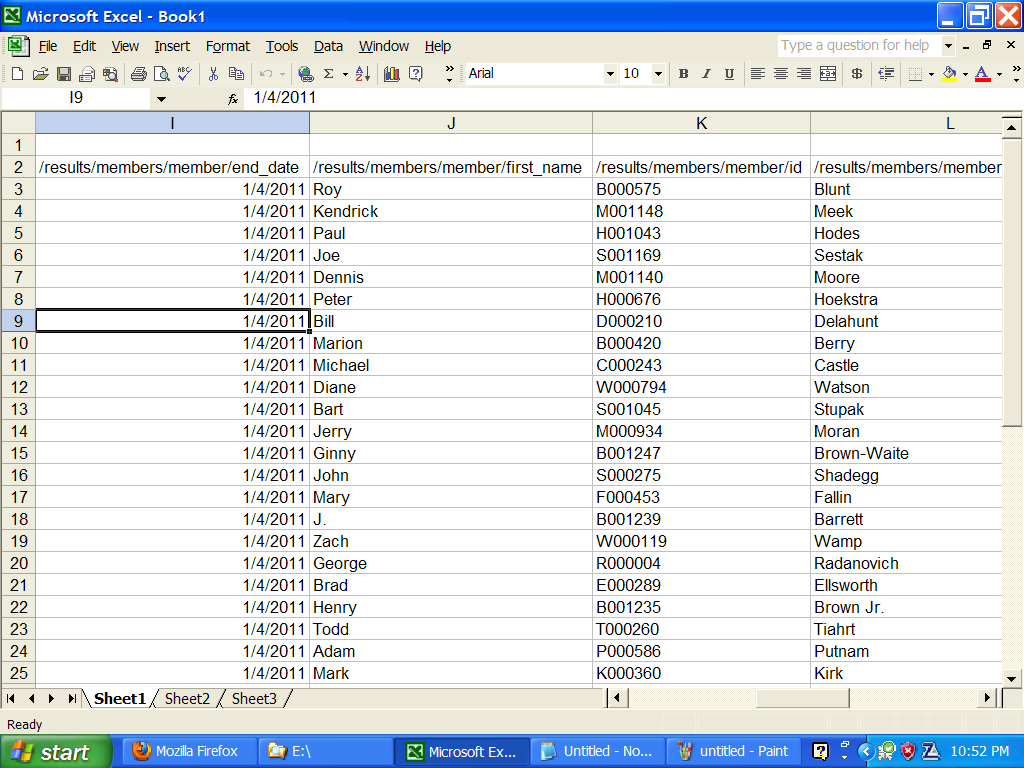 Microsoft Excel - Book1
File Edit View Insert Format Tools Data Window Help Type a question for help
Arial 10 B I U $
I9 fx 1/4/2011
I J K L
1
2 /results/members/member/end_date /results/members/member/first_name /results/members/member/id /results/members/member
3 1/4/2011 Roy B000575 Blunt
4 1/4/2011 Kendrick M001148 Meek
5 1/4/2011 Paul H001043 Hodes
6 1/4/2011 Joe S001169 Sestak
7 1/4/2011 Dennis M001140 Moore
8 1/4/2011 Peter H000676 Hoekstra
9 1/4/2011 Bill D000210 Delahunt
10 1/4/2011 Marion B000420 Berry
11 1/4/2011 Michael C000243 Castle
12 1/4/2011 Diane W000794 Watson
13 1/4/2011 Bart S001045 Stupak
14 1/4/2011 Jerry M000934 Moran
15 1/4/2011 Ginny B001247 Brown-Waite
16 1/4/2011 John S000275 Shadegg
17 1/4/2011 Mary F000453 Fallin
18 1/4/2011 J. B001239 Barrett
19 1/4/2011 Zach W000119 Wamp
20 1/4/2011 George R000004 Radanovich
21 1/4/2011 Brad E000289 Ellsworth
22 1/4/2011 Henry B001235 Brown Jr.
23 1/4/2011 Todd T000260 Tiahrt
24 1/4/2011 Adam P000586 Putnam
25 1/4/2011 Mark K000360 Kirk
Sheet1 Sheet2 Sheet3
Ready
start Mozilla Firefox E:\ Microsoft Ex... Untitled - No... untitled - Paint 10:52 PM